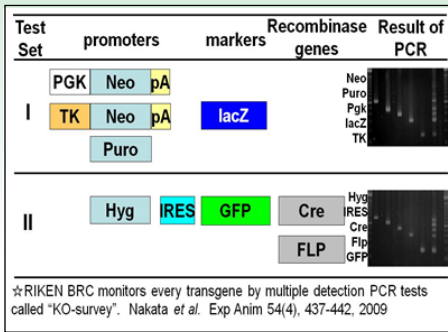 Test Set promoters markers Recombinase genes Result of PCR
I
PGK Neo pA
TK Neo pA lacZ
Puro
Neo
Puro
Pgk
lacZ
TK
II
Hyg IRES GFP Cre
FLP
Hyg
IRES
Cre
Flp
GFP
☆RIKEN BRC monitors every transgene by multiple detection PCR tests
called "KO-survey". Nakata et al. Exp Anim 54(4), 437-442, 2009